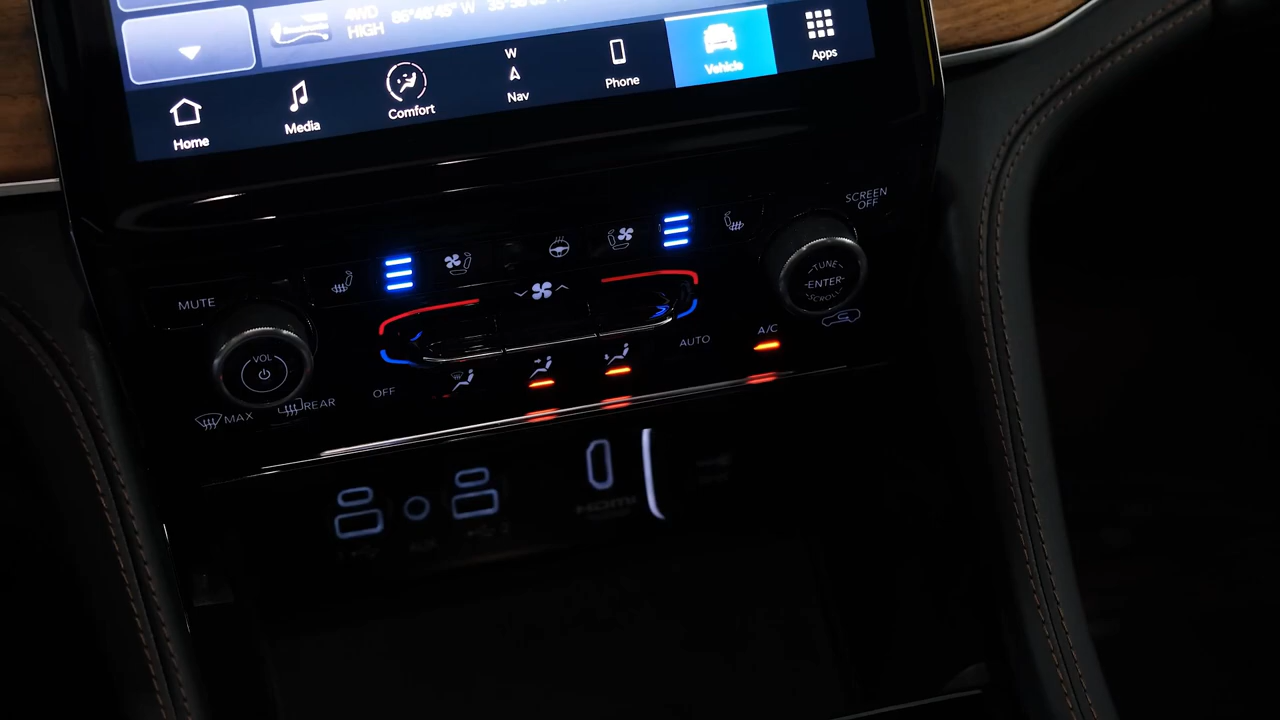 4WD
HIGH
Home
Media
Comfort
W
Nav
Phone
Vehicle
Apps
SCREEN
OFF
MUTE
TUNE
ENTER
SCROLL
VOL
OFF
AUTO
A/C
MAX
REAR
HDMI